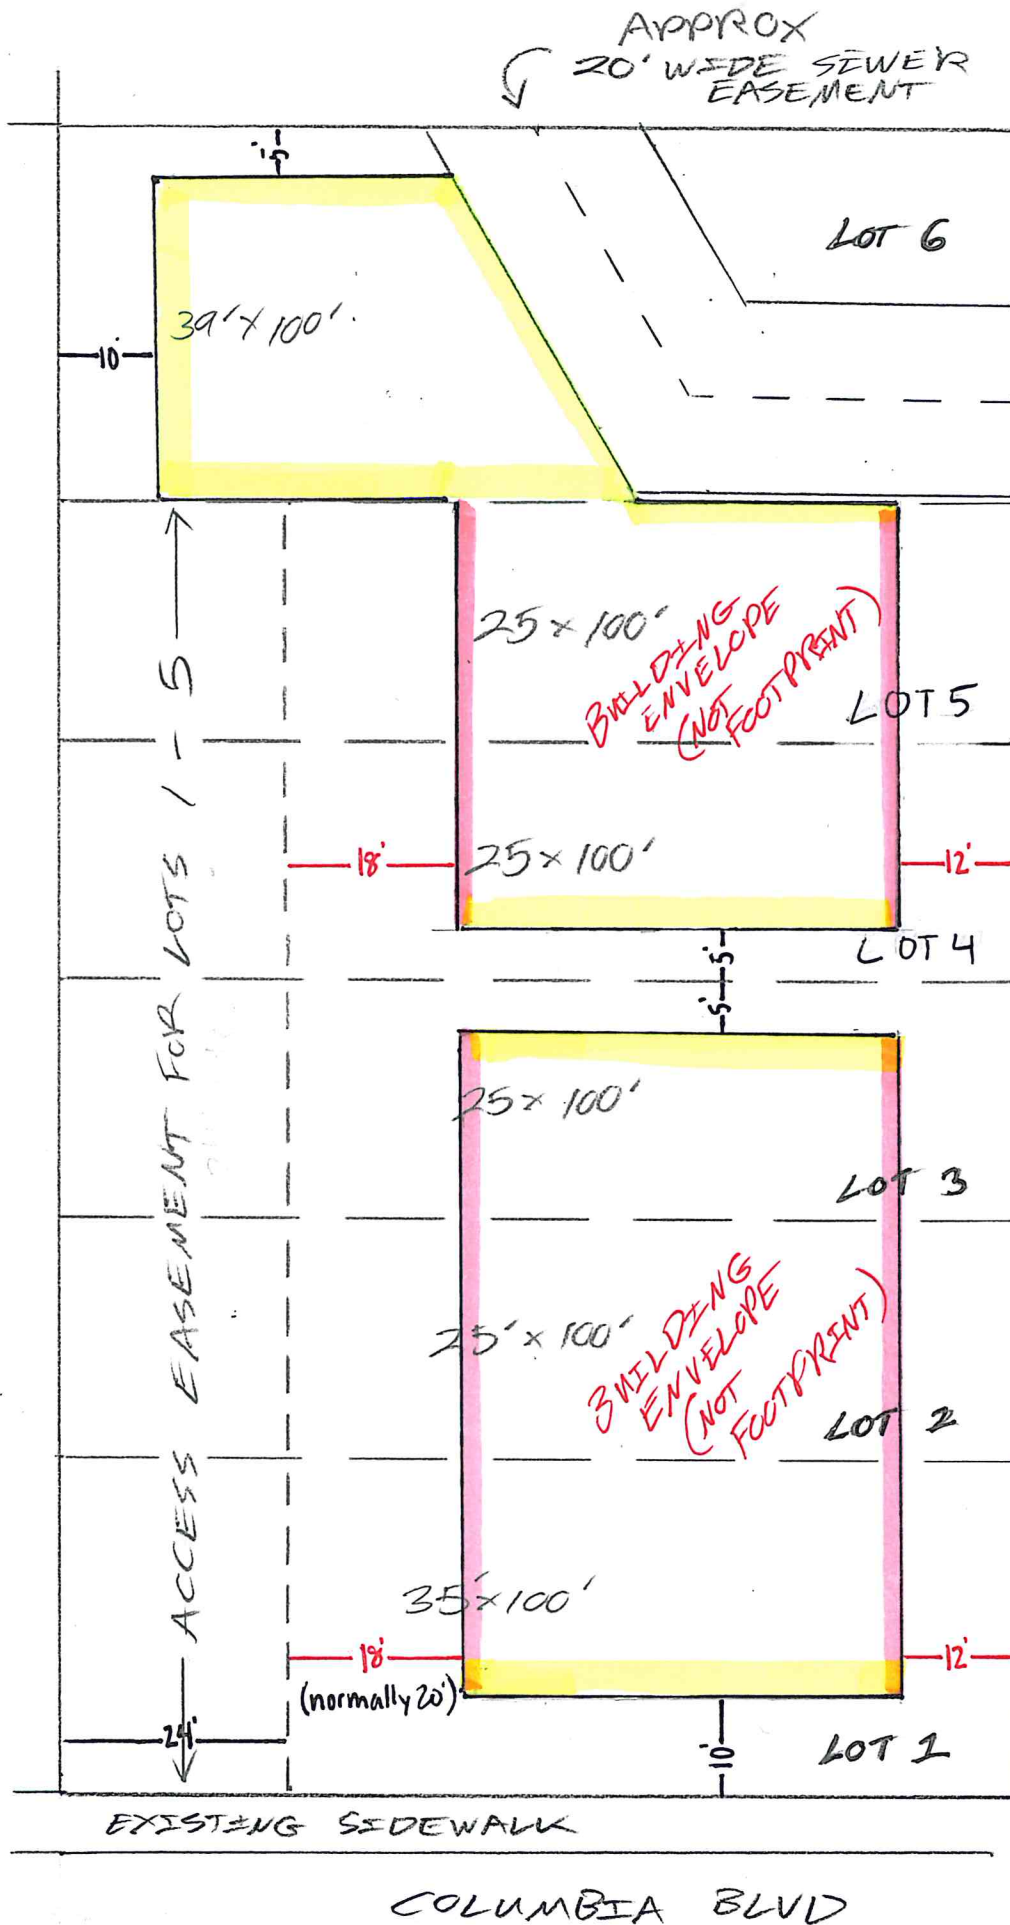 APPROX
20' WIDE SEWER
EASEMENT
5'
LOT 6
39' X 100'.
10'
25 x 100'
BUILDING
ENVELOPE
(NOT
FOOTPRINT)
LOT 5
18'
25 x 100'
12'
LOT 4
5'
5'
25 x 100'
LOT 3
BUILDING
ENVELOPE
(NOT
FOOTPRINT)
25' x 100'
LOT 2
35' x 100'
18'
(normally 20')
12'
24'
10'
LOT 1
ACCESS EASEMENT FOR LOTS 1 - 5
EXISTING SIDEWALK
COLUMBIA BLVD